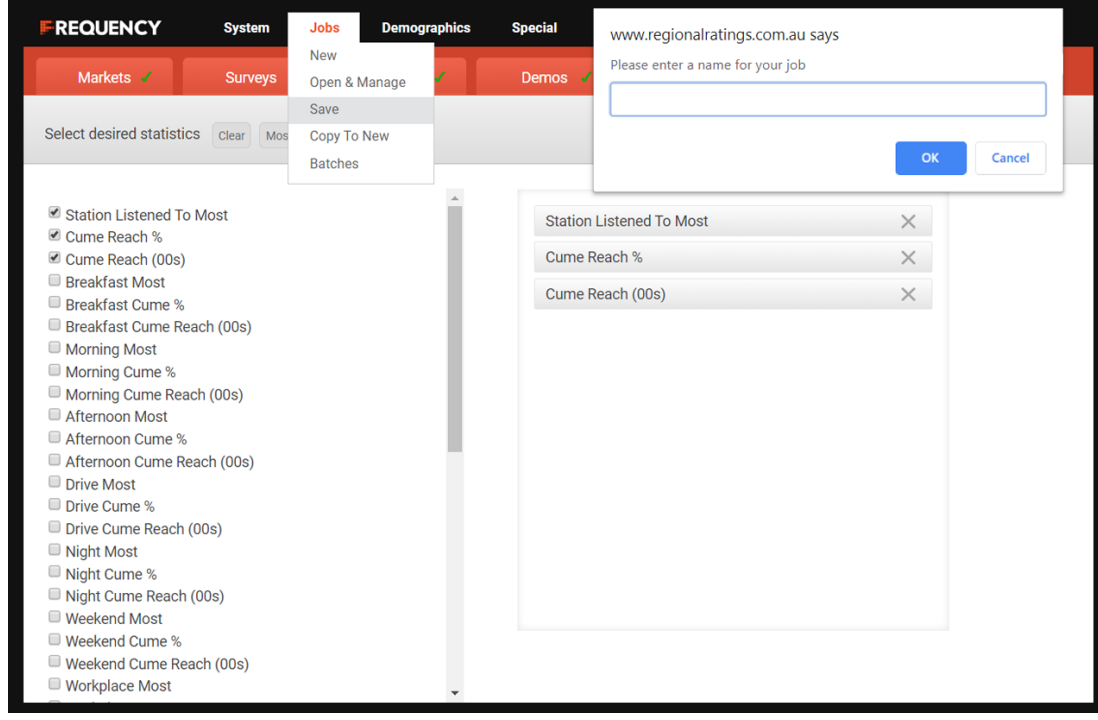 FREQUENCY System Jobs Demographics Special
www.regionalratings.com.au says
Please enter a name for your job
OK Cancel
New
Open & Manage
Save
Copy To New
Batches
Markets ✓ Surveys ✓ Demos ✓
Select desired statistics Clear Mos
Station Listened To Most
Cume Reach %
Cume Reach (00s)
Breakfast Most
Breakfast Cume %
Breakfast Cume Reach (00s)
Morning Most
Morning Cume %
Morning Cume Reach (00s)
Afternoon Most
Afternoon Cume %
Afternoon Cume Reach (00s)
Drive Most
Drive Cume %
Drive Cume Reach (00s)
Night Most
Night Cume %
Night Cume Reach (00s)
Weekend Most
Weekend Cume %
Weekend Cume Reach (00s)
Workplace Most
Station Listened To Most
Cume Reach %
Cume Reach (00s)